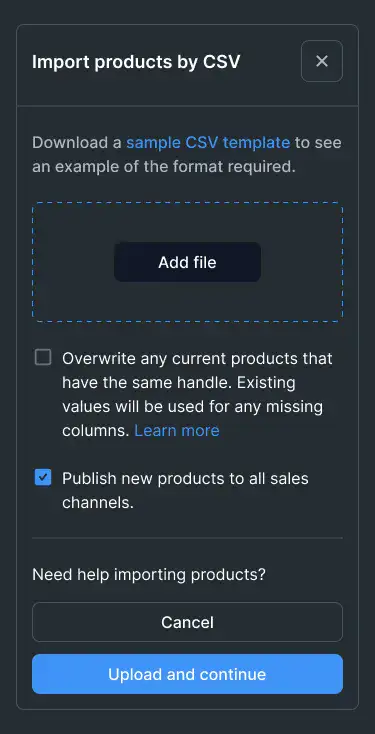 Import products by CSV
Download a sample CSV template to see
an example of the format required.
Add file
Overwrite any current products that
have the same handle. Existing
values will be used for any missing
columns. Learn more
Publish new products to all sales
channels.
Need help importing products?
Cancel
Upload and continue